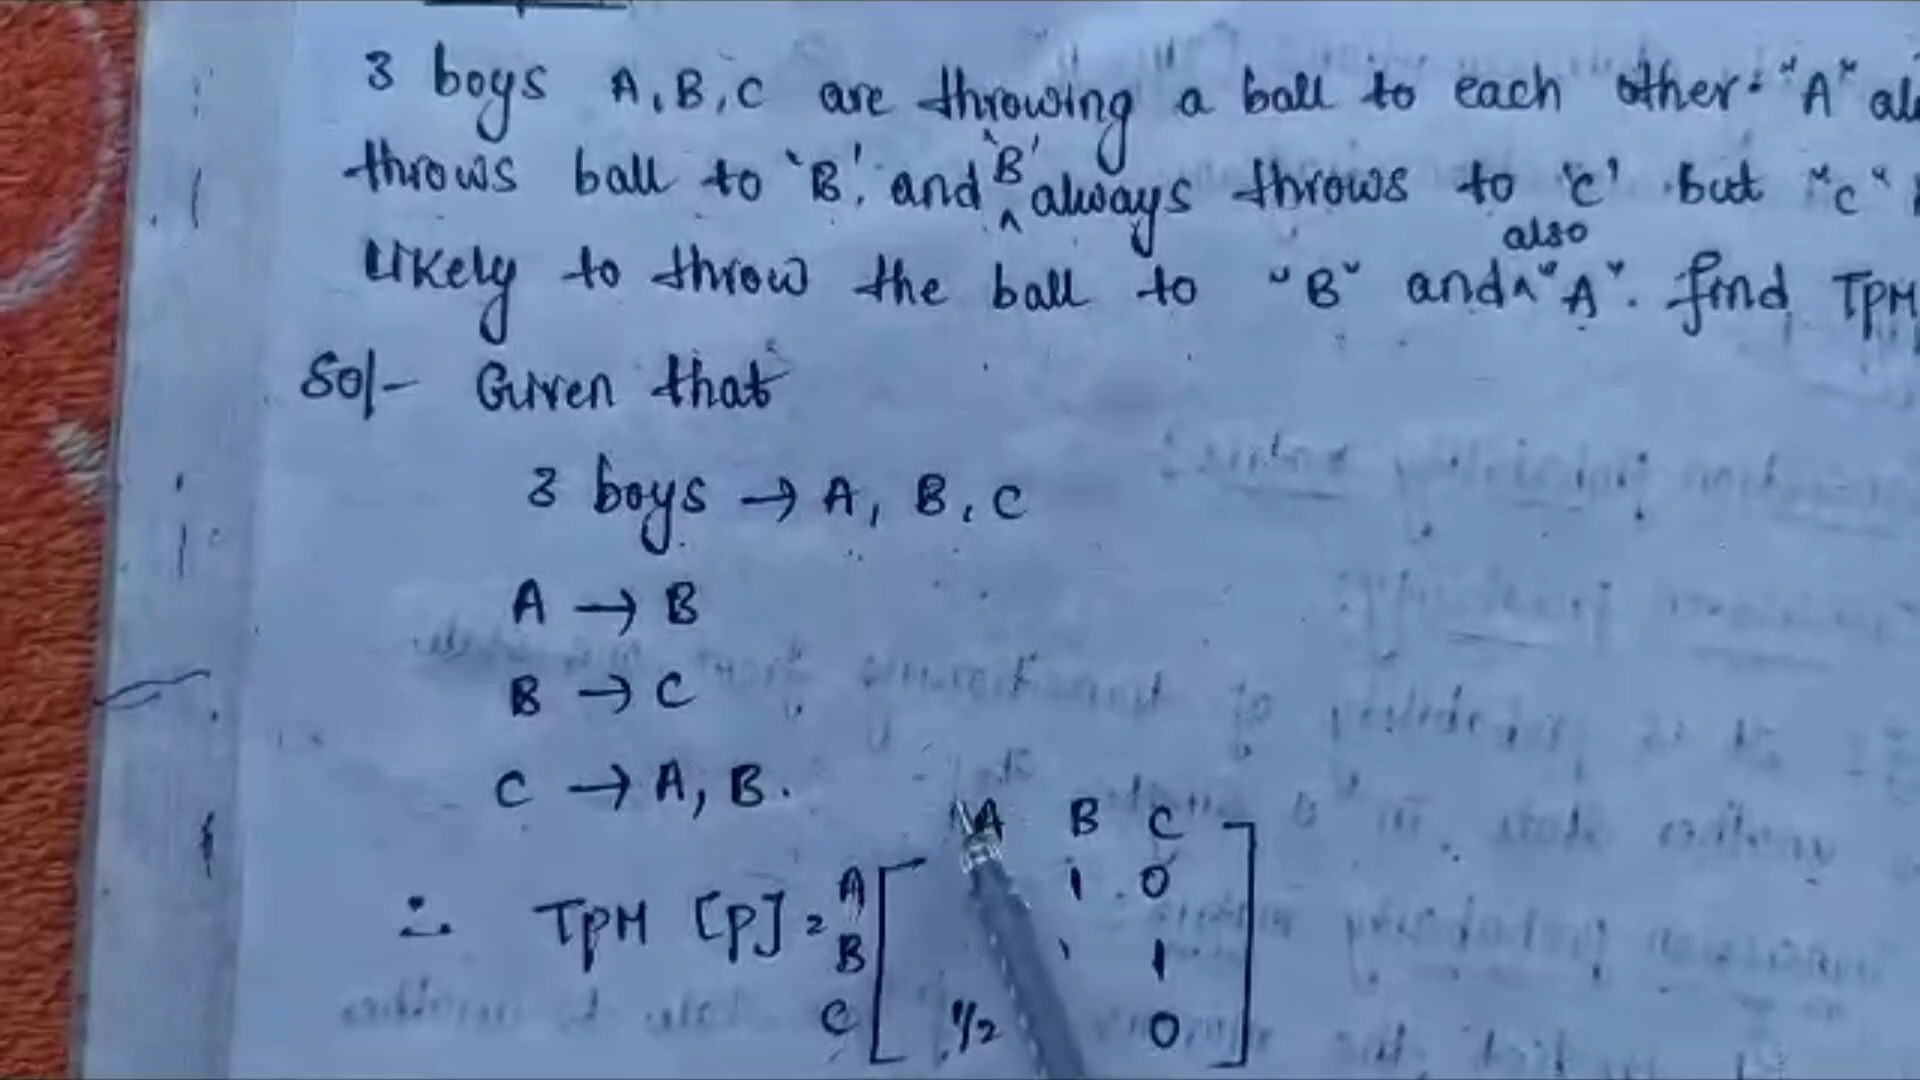 3 boys A, B, C are throwing a ball to each other. "A"
throws ball to 'B'. and 'B' always throws to 'C' but "C"
likely to throw the ball to "B" and also "A". find TPM
Sol- Given that
3 boys → A, B, C
A → B
B → C
C → A, B.
A B C
∴ TPM [P] = A 1 0
B 1
C 1/2 0